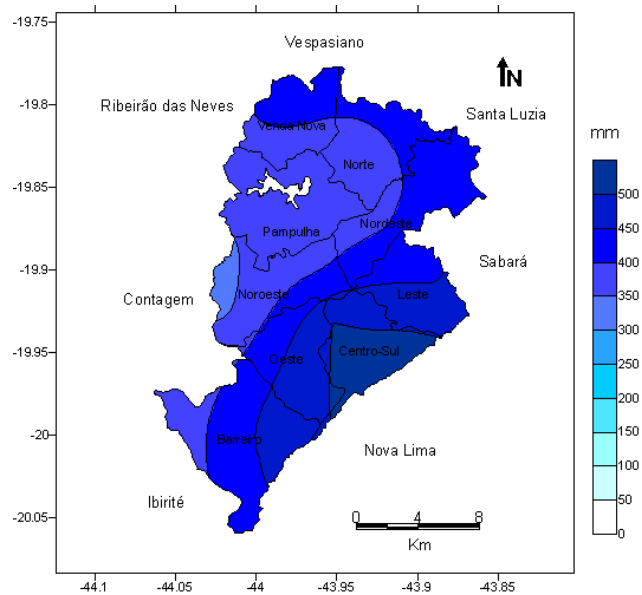 -19.75
Vespasiano
N
-19.8
Ribeirão das Neves
Santa Luzia
Venda Nova
mm
Norte
500
-19.85
450
Nordeste
Pampulha
400
-19.9
Sabará
350
Contagem
Noroeste
Leste
300
-19.95
Oeste
Centro-Sul
250
200
-20
Barreiro
Nova Lima
150
100
Ibirité
50
-20.05
0
4
8
0
Km
-44.1
-44.05
-44
-43.95
-43.9
-43.85